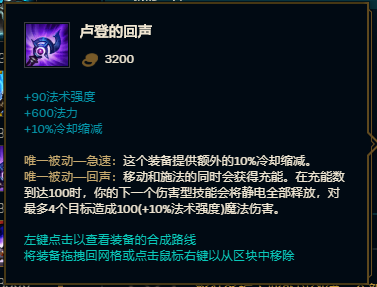 卢登的回声
3200
+90法术强度
+600法力
+10%冷却缩减
唯一被动—急速：这个装备提供额外的10%冷却缩减。
唯一被动—回声：移动和施法的同时会获得充能。在充能数
到达100时，你的下一个伤害型技能会将静电全部释放，对
最多4个目标造成100(+10%法术强度)魔法伤害。
左键点击以查看装备的合成路线
将装备拖拽回网格或点击鼠标右键以从区块中移除